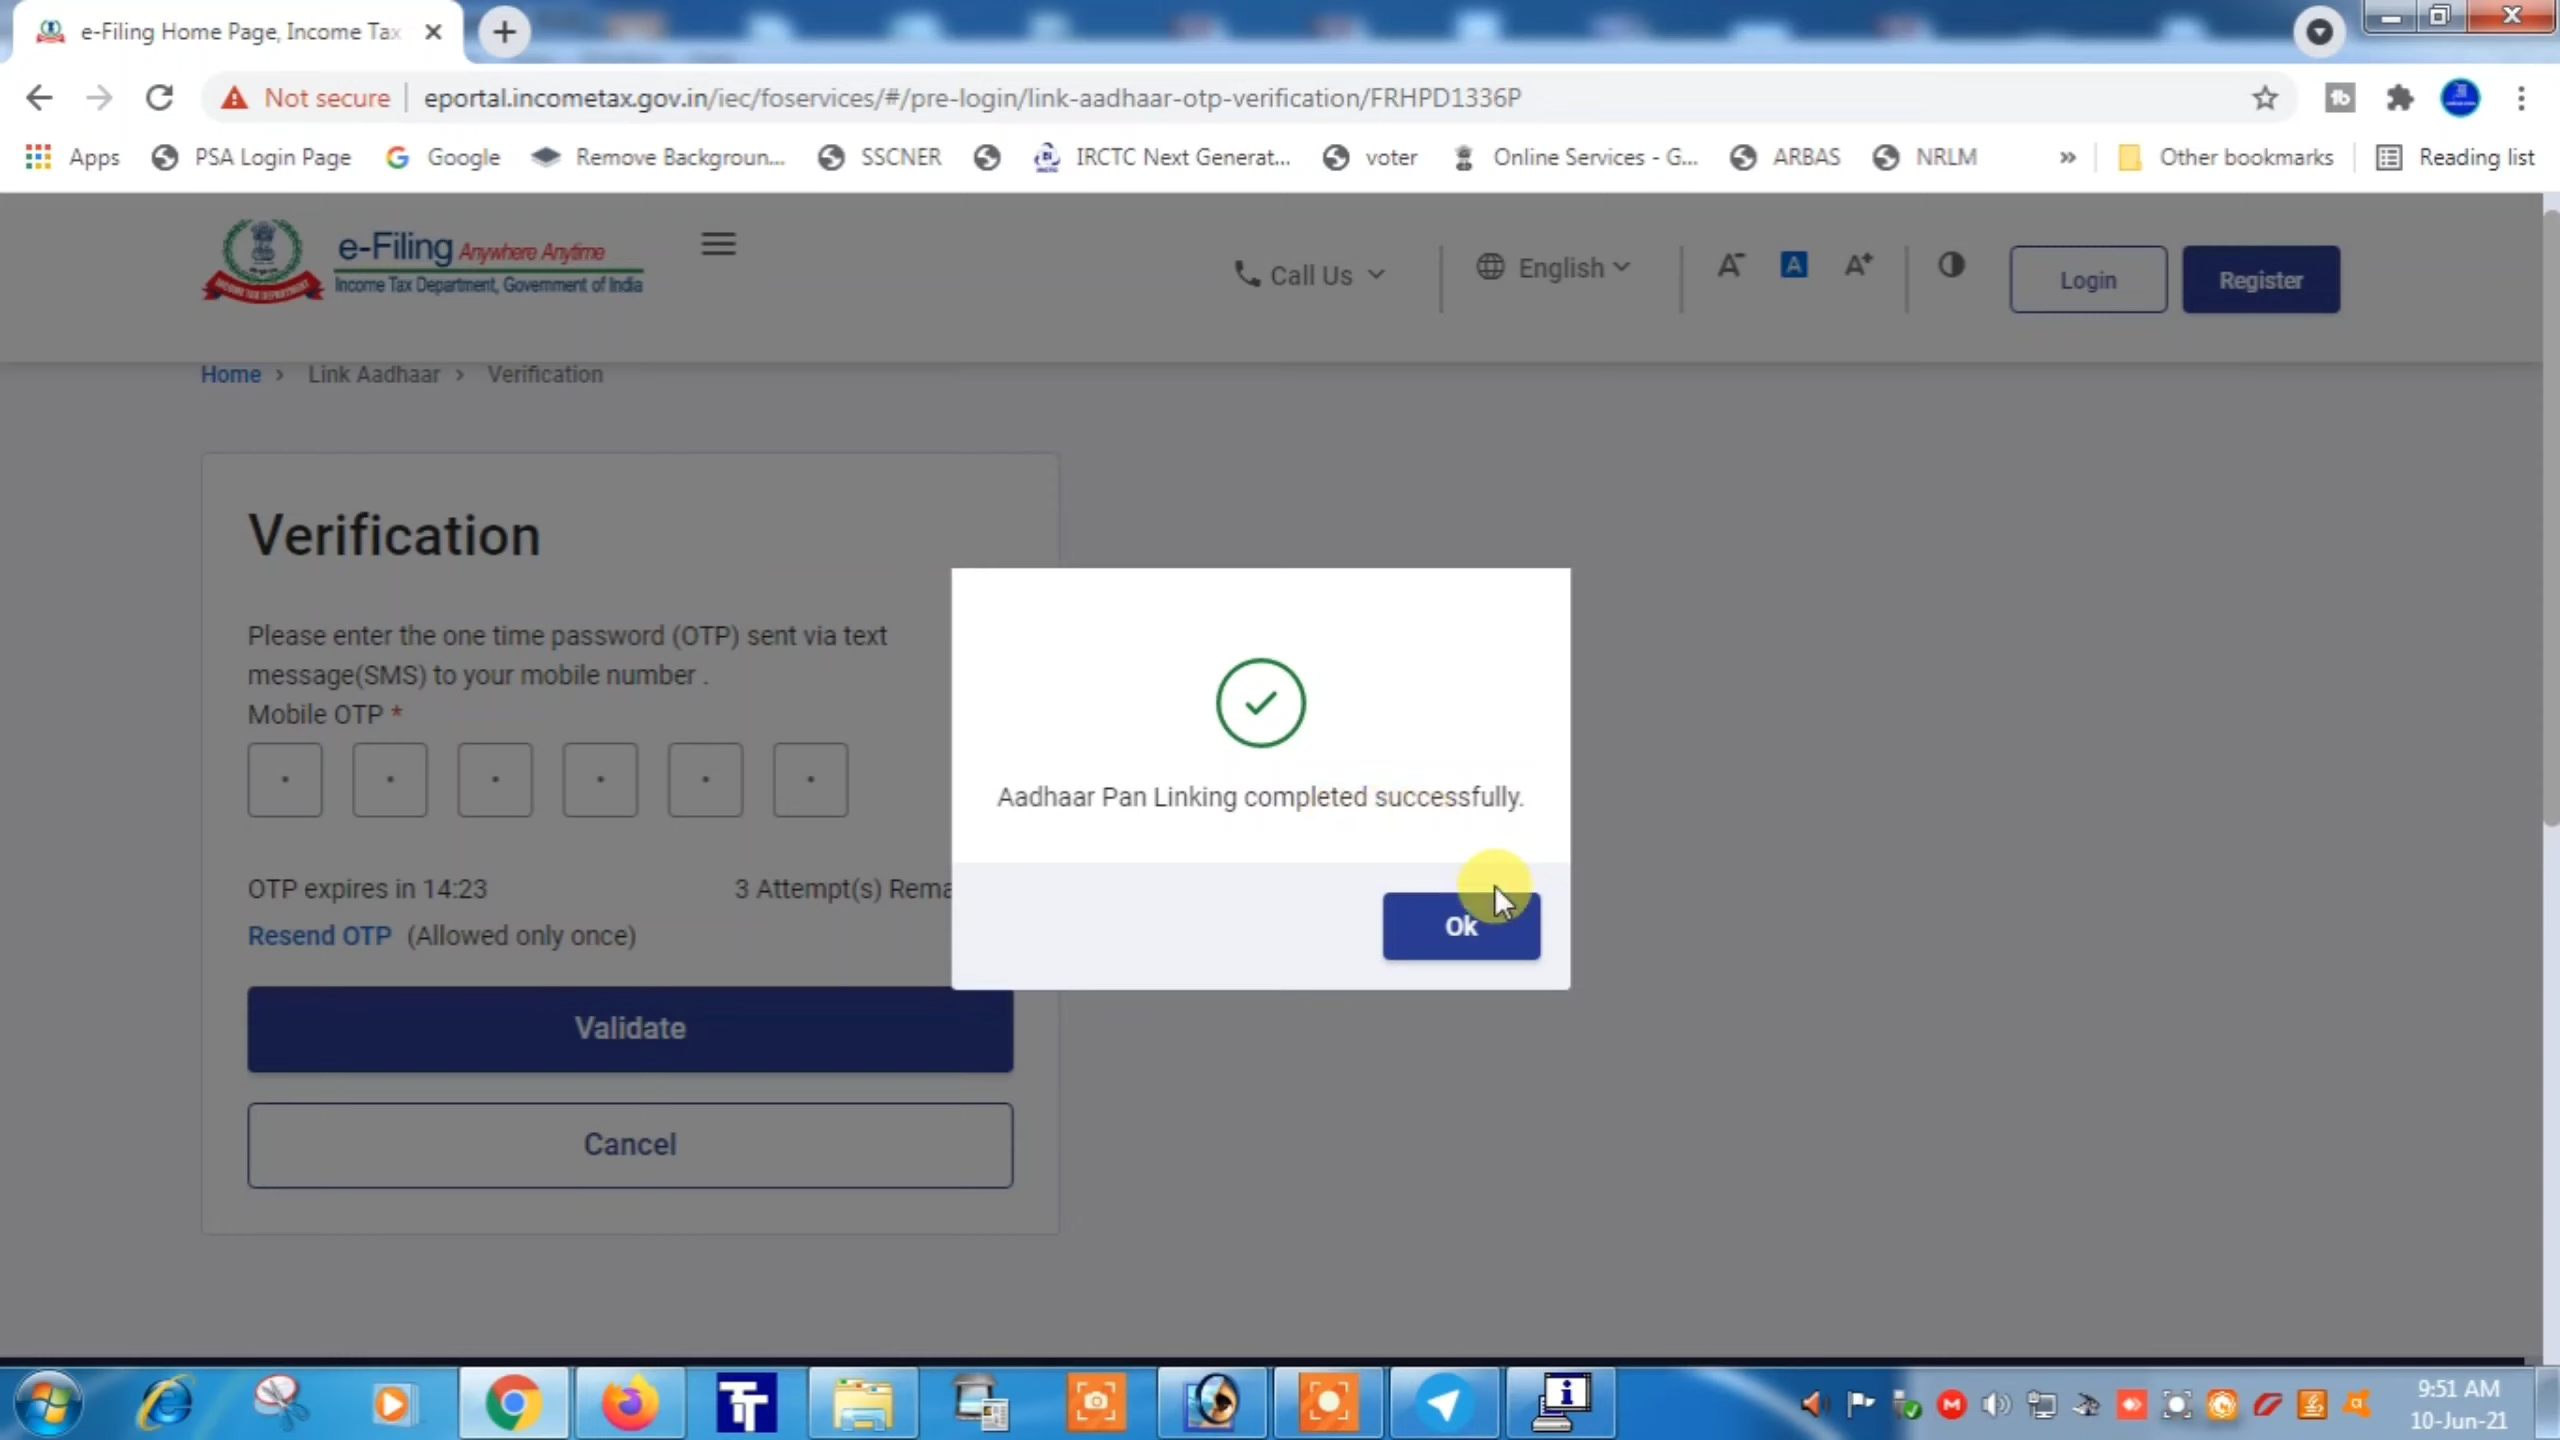 e-Filing Home Page, Income Tax
Not secure eportal.incometax.gov.in/iec/foservices/#/pre-login/link-aadhaar-otp-verification/FRHPD1336P
Apps PSA Login Page Google Remove Backgroun... SSCNER IRCTC Next Generat... voter Online Services - G... ARBAS NRLM » Other bookmarks Reading list
e-Filing Anywhere Anytime
Income Tax Department, Government of India
Call Us English A- A A+ Login Register
Home > Link Aadhaar > Verification
Verification
Please enter the one time password (OTP) sent via text
message(SMS) to your mobile number .
Mobile OTP *
OTP expires in 14:23 3 Attempt(s) Rema
Resend OTP (Allowed only once)
Validate
Cancel
Aadhaar Pan Linking completed successfully.
Ok
9:51 AM
10-Jun-21